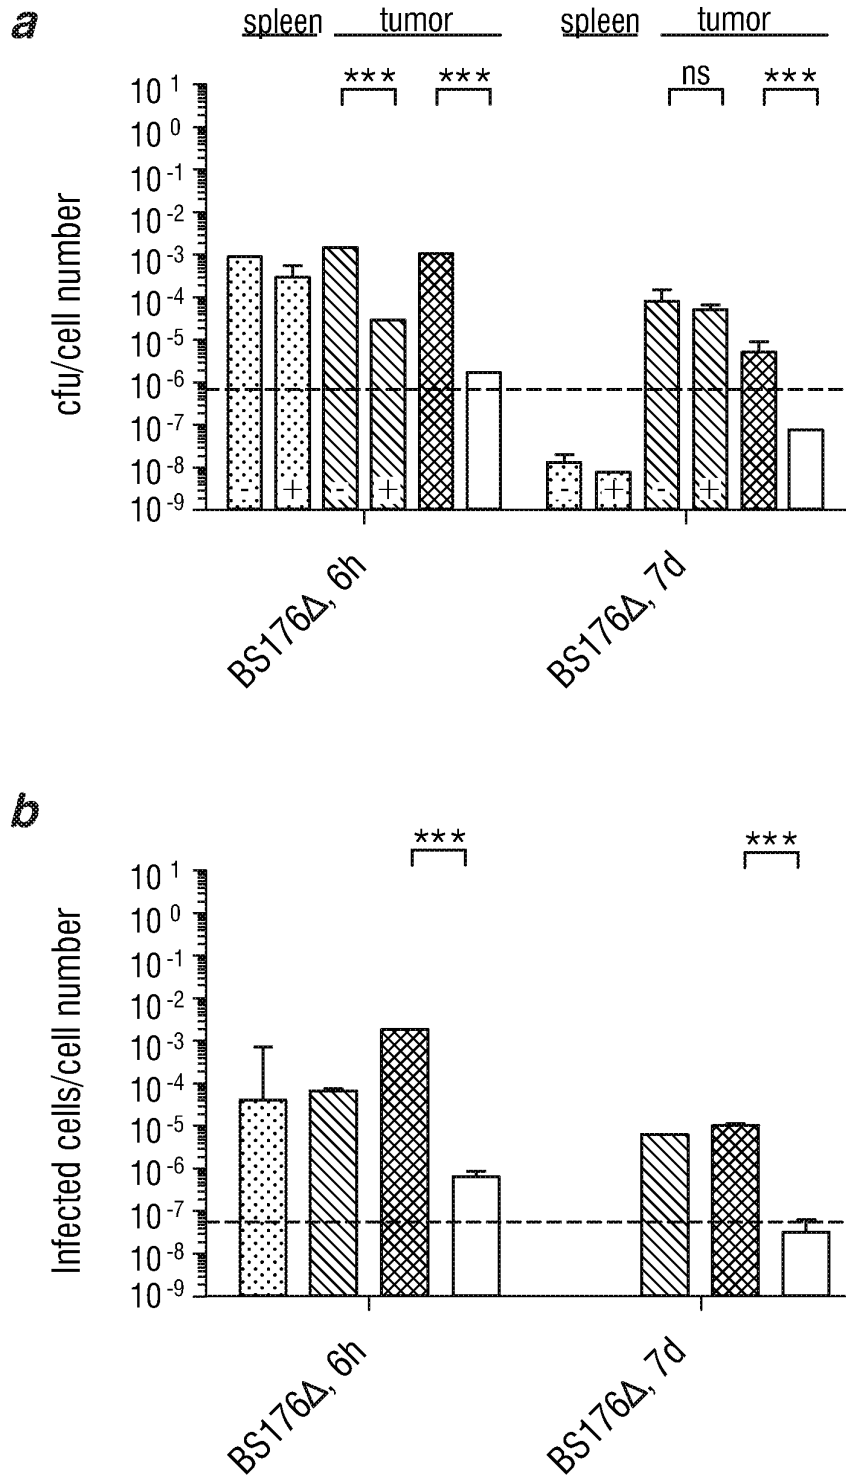 a
spleen tumor spleen tumor
*** *** ns ***
10 1
10 0
10 -1
10 -2
10 -3
10 -4
10 -5
10 -6
10 -7
10 -8
10 -9
cfu/cell number
- + - + - + - +
BS176Δ, 6h BS176Δ, 7d
b
*** ***
10 1
10 0
10 -1
10 -2
10 -3
10 -4
10 -5
10 -6
10 -7
10 -8
10 -9
Infected cells/cell number
BS176Δ, 6h BS176Δ, 7d